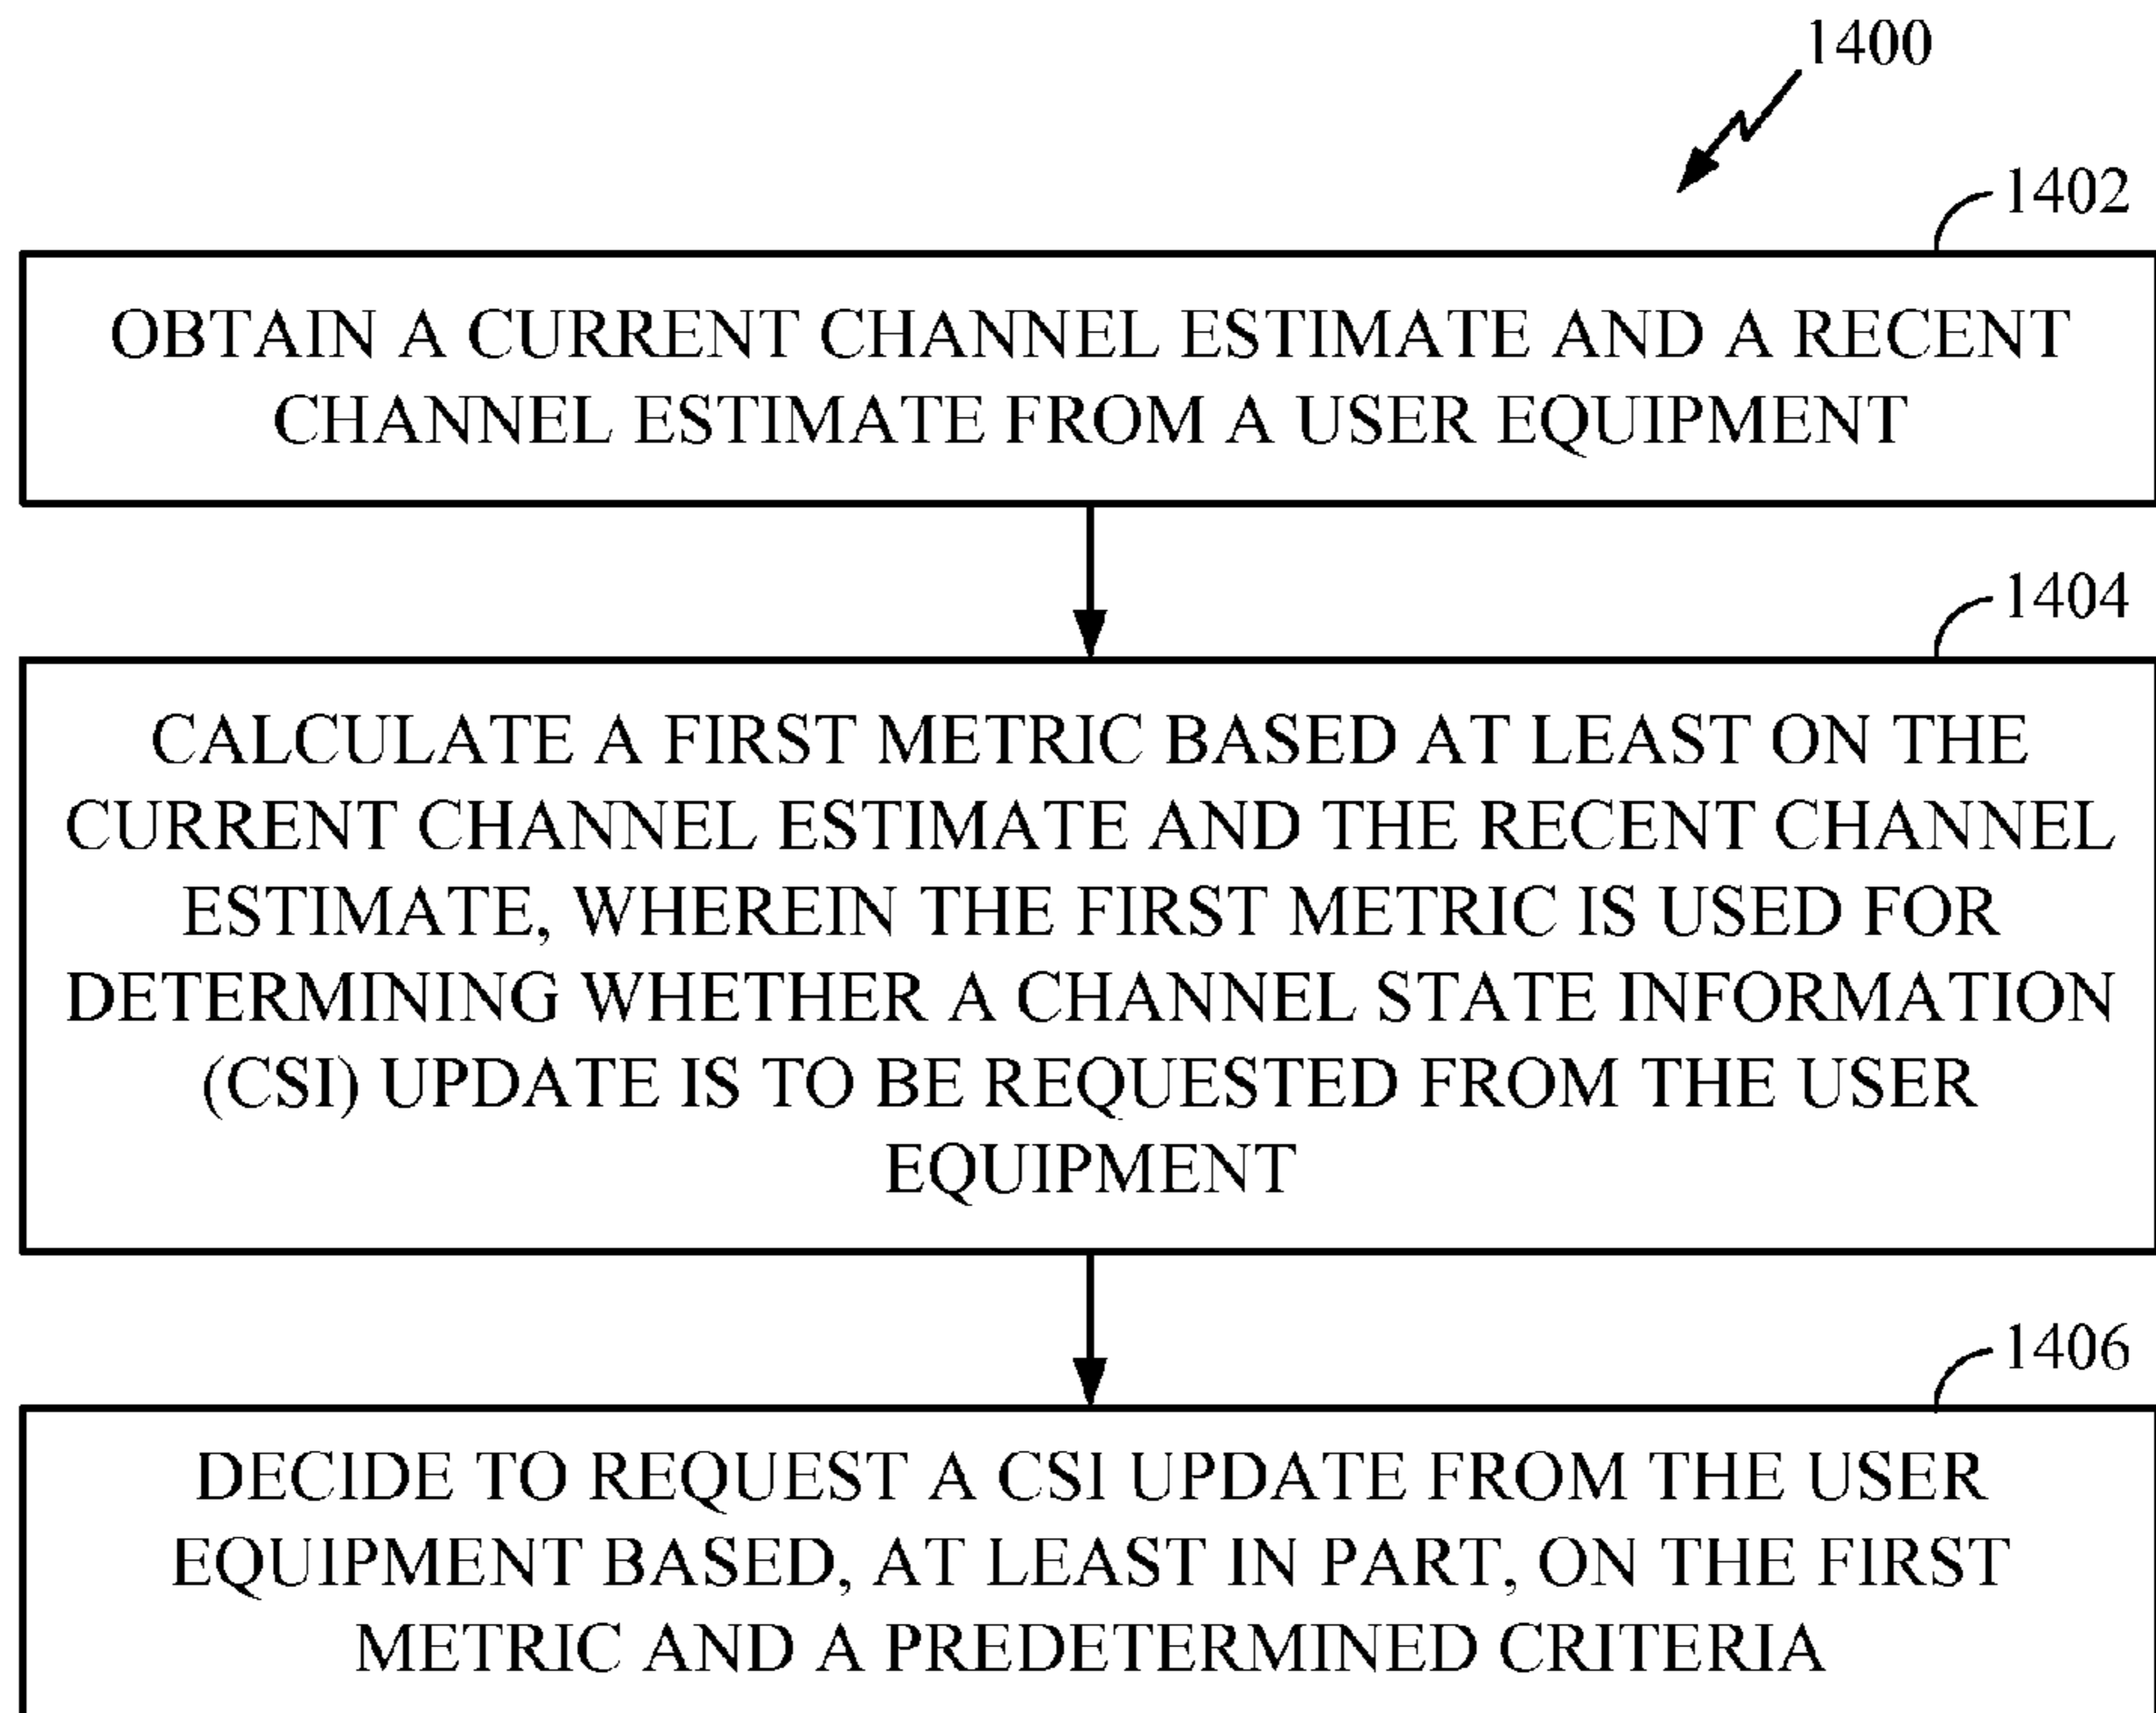 1400
1402
OBTAIN A CURRENT CHANNEL ESTIMATE AND A RECENT
CHANNEL ESTIMATE FROM A USER EQUIPMENT
1404
CALCULATE A FIRST METRIC BASED AT LEAST ON THE
CURRENT CHANNEL ESTIMATE AND THE RECENT CHANNEL
ESTIMATE, WHEREIN THE FIRST METRIC IS USED FOR
DETERMINING WHETHER A CHANNEL STATE INFORMATION
(CSI) UPDATE IS TO BE REQUESTED FROM THE USER
EQUIPMENT
1406
DECIDE TO REQUEST A CSI UPDATE FROM THE USER
EQUIPMENT BASED, AT LEAST IN PART, ON THE FIRST
METRIC AND A PREDETERMINED CRITERIA